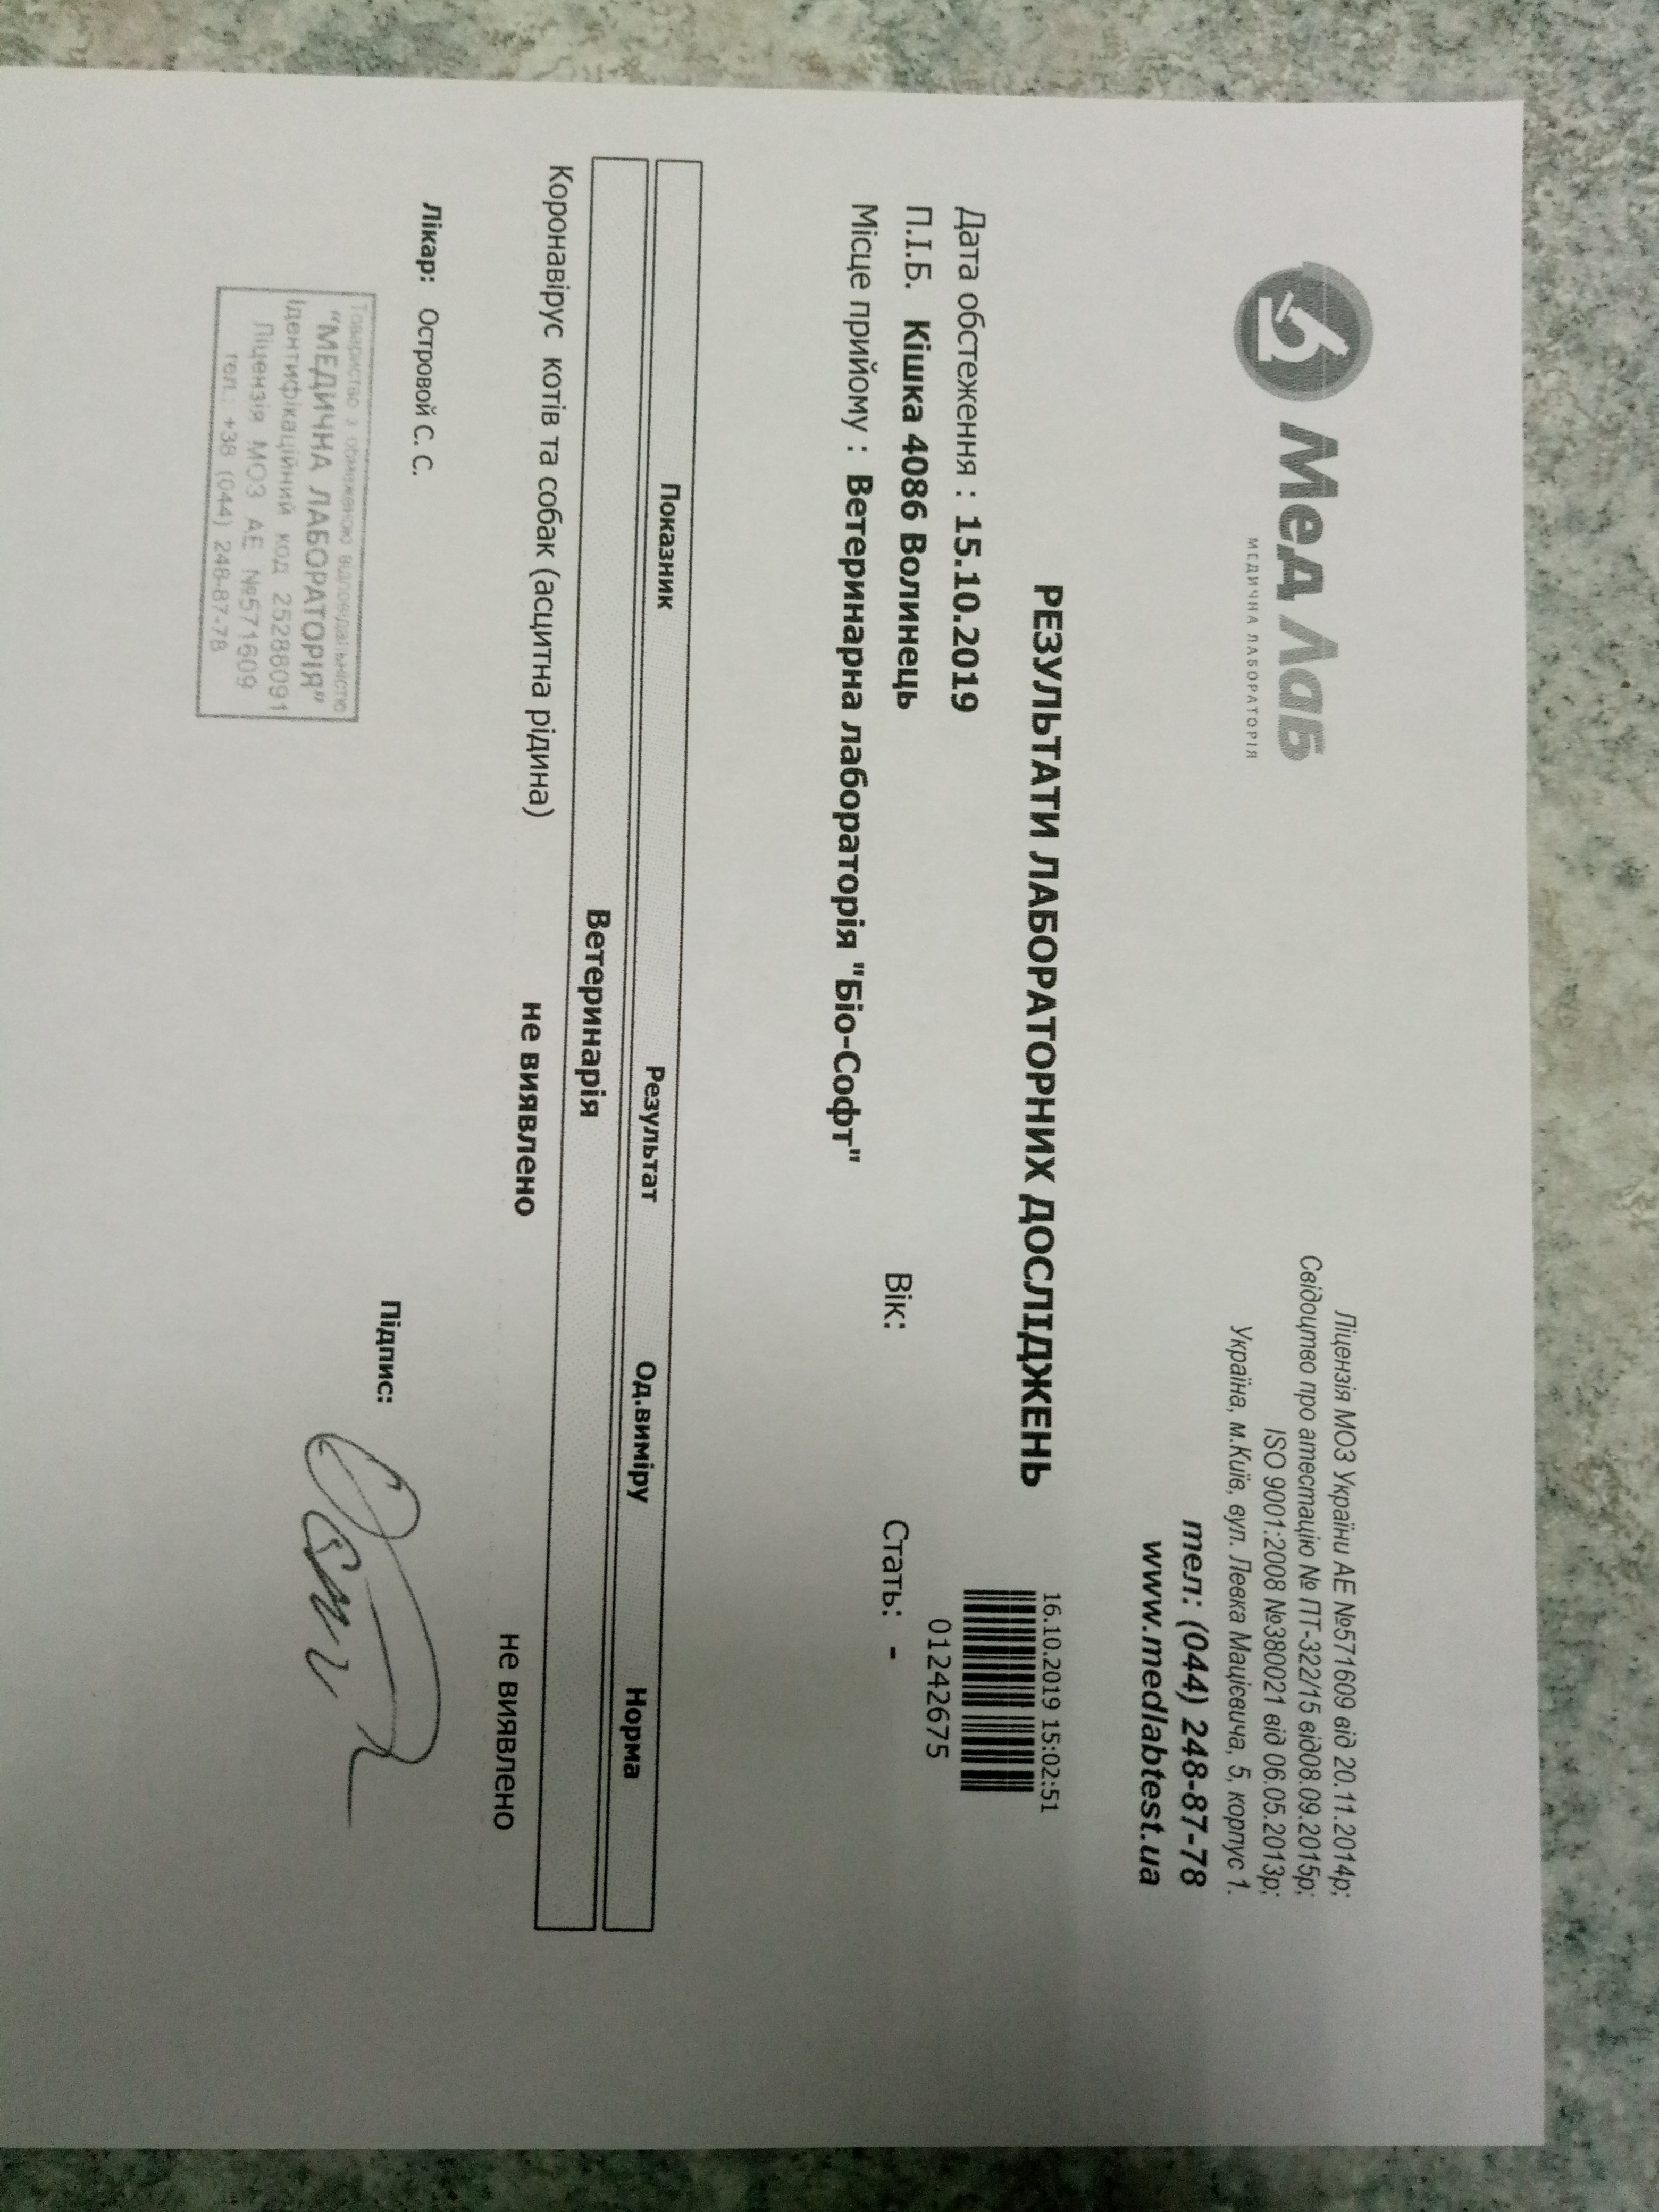 Мед Лаб
МЕДИЧНА ЛАБОРАТОРІЯ
Ліцензія МОЗ України АЕ №571609 від 20.11.2014р;
Свідоцтво про атестацію № ПТ-322/15 від08.09.2015р;
ISO 9001:2008 №380021 від 06.05.2013р;
Україна, м.Київ, вул. Левка Мацієвича, 5, корпус 1.
тел: (044) 248-87-78
www.medlabtest.ua
РЕЗУЛЬТАТИ ЛАБОРАТОРНИХ ДОСЛІДЖЕНЬ
16.10.2019 15:02:51
Дата обстеження : 15.10.2019
01242675
П.І.Б. Кішка 4086 Волинець Вік: Стать: -
Місце прийому : Ветеринарна лабораторія "Біо-Софт"
Показник Результат Од.виміру Норма
Ветеринарія
Коронавірус котів та собак (асцитна рідина) не виявлено не виявлено
Лікар: Островой С. С. Підпис:
Товариство з обмеженою відповідальністю
"МЕДИЧНА ЛАБОРАТОРІЯ"
Ідентифікаційний код 25286091
Ліцензія МОЗ АЕ №571609
тел.: +38 (044) 248-87-78